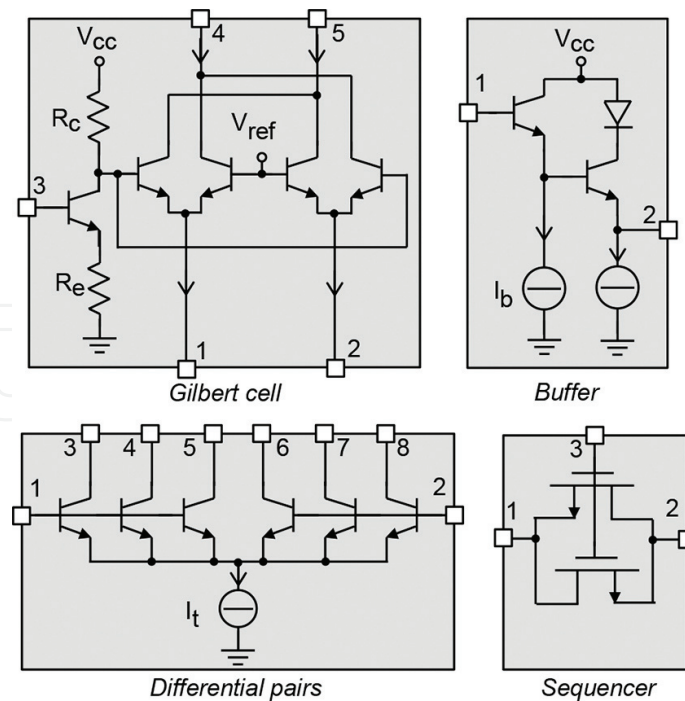 Vcc
Rc
3
Re
4
5
Vref
1
2
Gilbert cell
Vcc
1
2
Ib
Buffer
1
3
4
5
6
7
8
2
It
Differential pairs
3
1
2
Sequencer